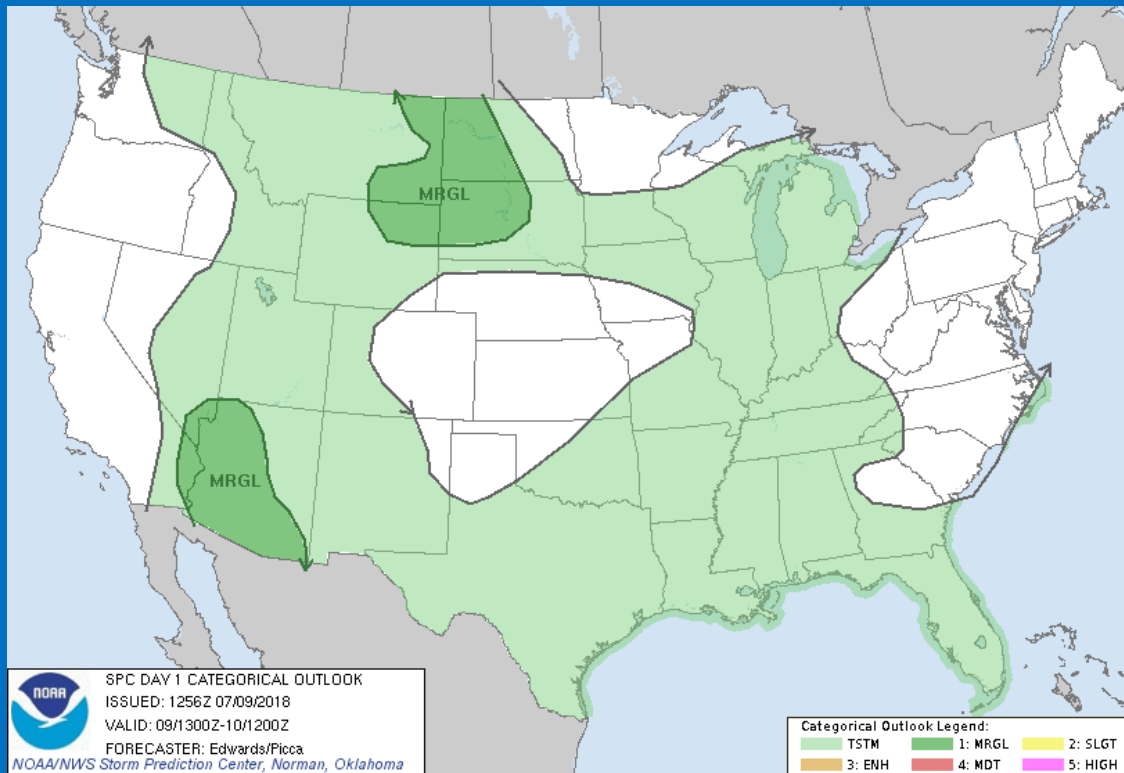 MRGL
MRGL
NOAA
SPC DAY 1 CATEGORICAL OUTLOOK
ISSUED: 1256Z 07/09/2018
VALID: 09/1300Z-10/1200Z
FORECASTER: Edwards/Picca
NOAA/NWS Storm Prediction Center, Norman, Oklahoma
Categorical Outlook Legend:
TSTM 1: MRGL 2: SLGT
3: ENH 4: MDT 5: HIGH